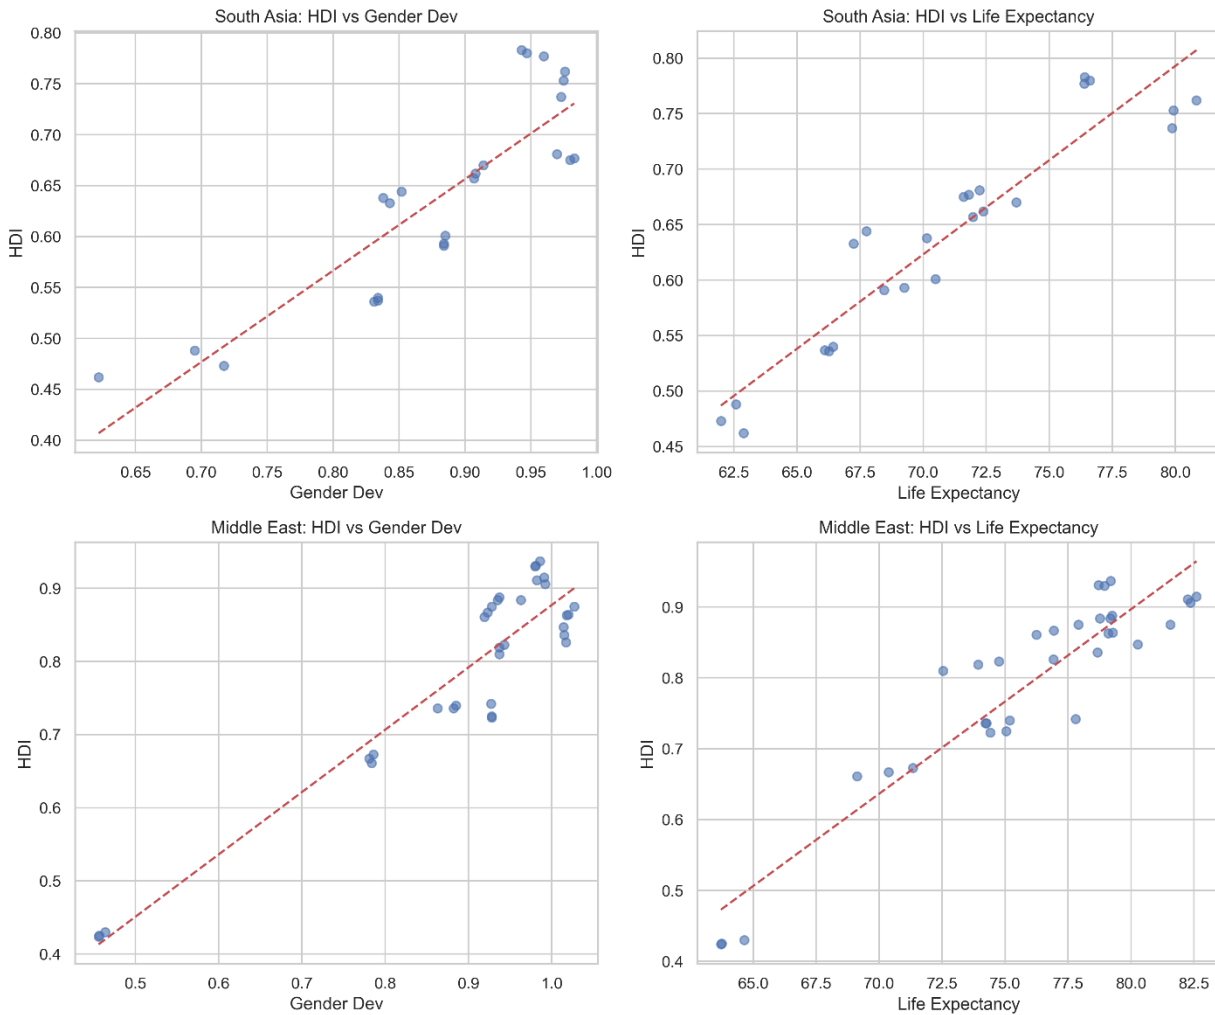 South Asia: HDI vs Gender Dev
0.80
0.75
0.70
0.65
0.60
0.55
0.50
0.45
0.40
HDI
0.65 0.70 0.75 0.80 0.85 0.90 0.95 1.00
Gender Dev
South Asia: HDI vs Life Expectancy
0.80
0.75
0.70
0.65
0.60
0.55
0.50
0.45
HDI
62.5 65.0 67.5 70.0 72.5 75.0 77.5 80.0
Life Expectancy
Middle East: HDI vs Gender Dev
0.9
0.8
0.7
0.6
0.5
0.4
HDI
0.5 0.6 0.7 0.8 0.9 1.0
Gender Dev
Middle East: HDI vs Life Expectancy
0.9
0.8
0.7
0.6
0.5
0.4
HDI
65.0 67.5 70.0 72.5 75.0 77.5 80.0 82.5
Life Expectancy